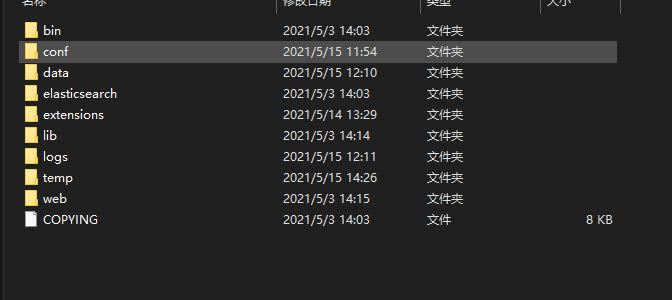 名称 修改日期 类型 大小
bin 2021/5/3 14:03 文件夹
conf 2021/5/15 11:54 文件夹
data 2021/5/15 12:10 文件夹
elasticsearch 2021/5/3 14:03 文件夹
extensions 2021/5/14 13:29 文件夹
lib 2021/5/3 14:14 文件夹
logs 2021/5/15 12:11 文件夹
temp 2021/5/15 14:26 文件夹
web 2021/5/3 14:15 文件夹
COPYING 2021/5/3 14:03 文件 8 KB